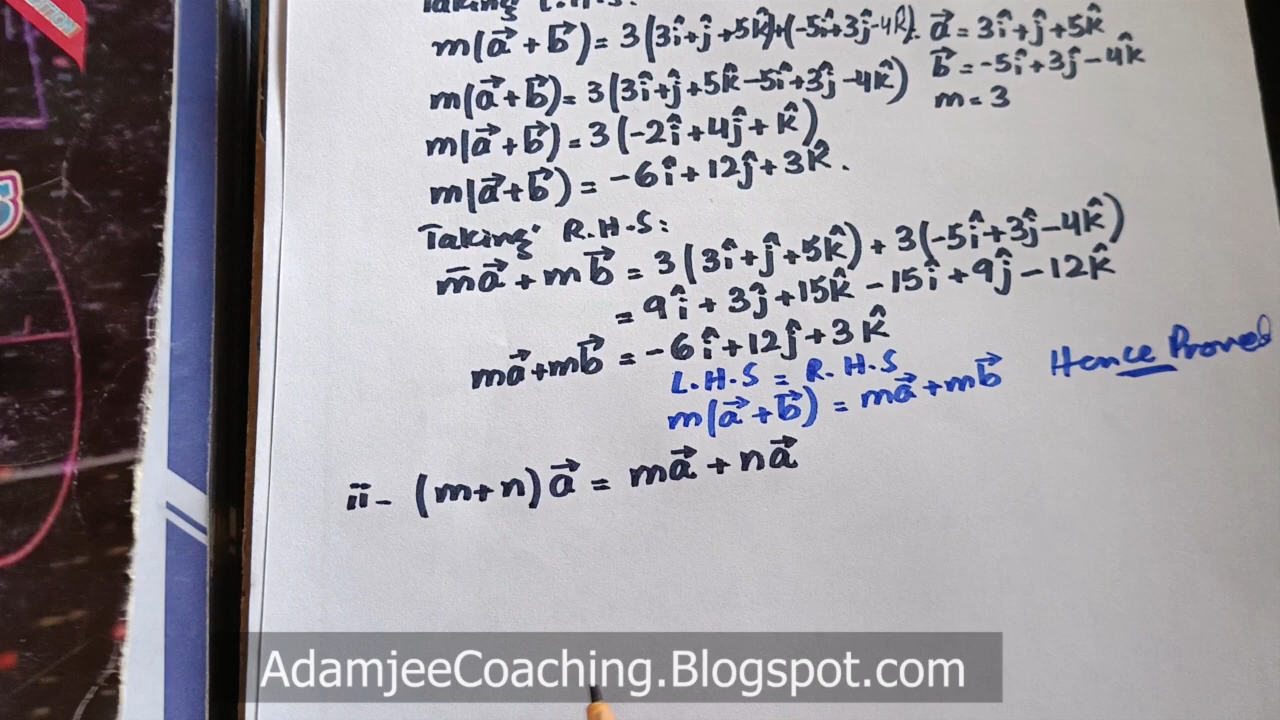 Taking L.H.S:
m(a⃗ + b⃗) = 3(3î+ĵ+5k̂)+(-5î+3ĵ-4k̂). a⃗ = 3î+ĵ+5k̂
b⃗ = -5î+3ĵ-4k̂
m(a⃗+b⃗) = 3(3î+ĵ+5k̂-5î+3ĵ-4k̂) m = 3
m(a⃗+b⃗) = 3(-2î+4ĵ+k̂)
m(a⃗+b⃗) = -6î+12ĵ+3k̂.
Taking R.H.S:
ma⃗+mb⃗ = 3(3î+ĵ+5k̂)+3(-5î+3ĵ-4k̂)
= 9î+3ĵ+15k̂-15î+9ĵ-12k̂
ma⃗+mb⃗ = -6î+12ĵ+3k̂
L.H.S = R.H.S
m(a⃗+b⃗) = ma⃗+mb⃗ Hence Proved
ii- (m+n)a⃗ = ma⃗+na⃗
AdamjeeCoaching.Blogspot.com